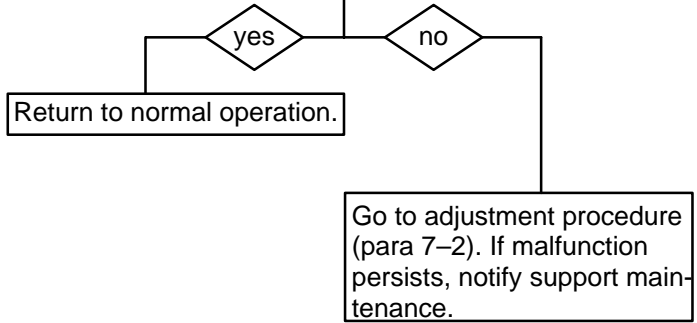 yes
no
Return to normal operation.
Go to adjustment procedure
(para 7–2). If malfunction
persists, notify support main-
tenance.